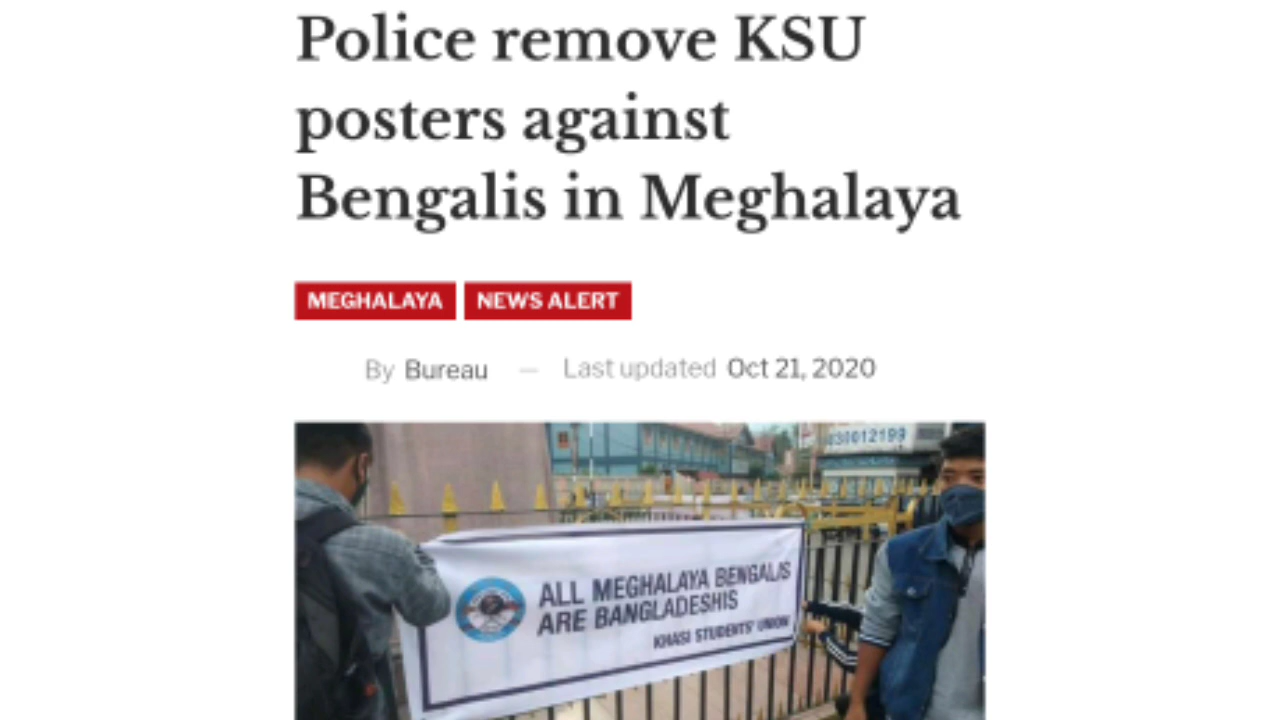 Police remove KSU
posters against
Bengalis in Meghalaya
MEGHALAYA NEWS ALERT
By Bureau — Last updated Oct 21, 2020
030012199
ALL MEGHALAYA BENGALIS
ARE BANGLADESHIS
KHASI STUDENTS' UNION